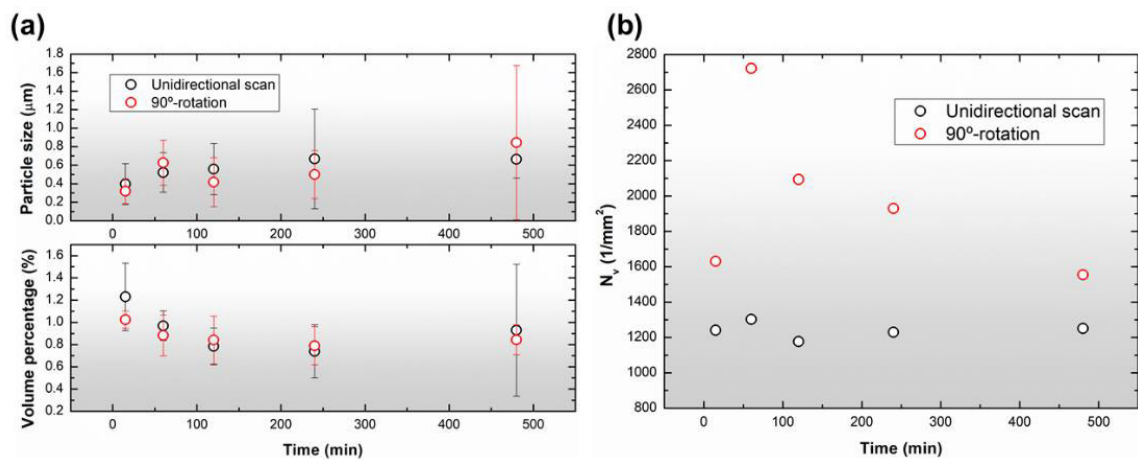 (a)
1.8
1.6
1.4
1.2
1.0
0.8
0.6
0.4
0.2
0.0
Particle size (μm)
Unidirectional scan
90º-rotation
0 100 200 300 400 500
1.6
1.4
1.2
1.0
0.8
0.6
0.4
0.2
Volume percentage (%)
0 100 200 300 400 500
Time (min)
(b)
2800
2600
2400
2200
2000
1800
1600
1400
1200
1000
800
Nv (1/mm²)
Unidirectional scan
90º-rotation
0 100 200 300 400 500
Time (min)